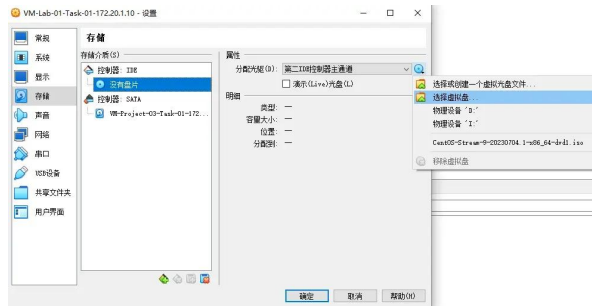 VM-Lab-01-Task-01-172.20.1.10 - 设置
常规
系统
显示
存储
声音
网络
串口
USB设备
共享文件夹
用户界面
存储
存储介质(S)
控制器: IDE
没有盘片
控制器: SATA
VM-Project-03-Task-01-172...
属性
分配光驱(D): 第二IDE控制器主通道
演示(Live)光盘(L)
明细
类型: —
容量大小: —
位置: —
分配到: —
选择或创建一个虚拟光盘文件...
选择虚拟盘...
物理设备 'D:'
物理设备 'I:'
CentOS-Stream-9-20230704.1-x86_64-dvd1.iso
移除虚拟盘
确定
取消
帮助(H)